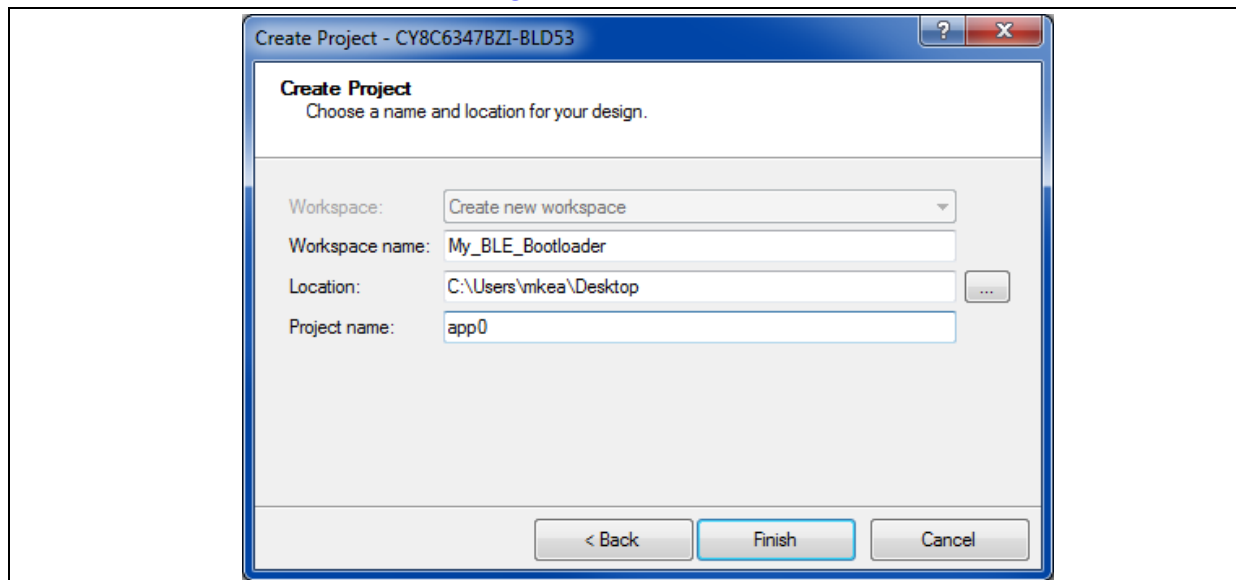 Create Project - CY8C6347BZI-BLD53
?
X
Create Project
Choose a name and location for your design.
Workspace: Create new workspace
Workspace name: My_BLE_Bootloader
Location: C:\Users\mkea\Desktop ...
Project name: app0
< Back Finish Cancel